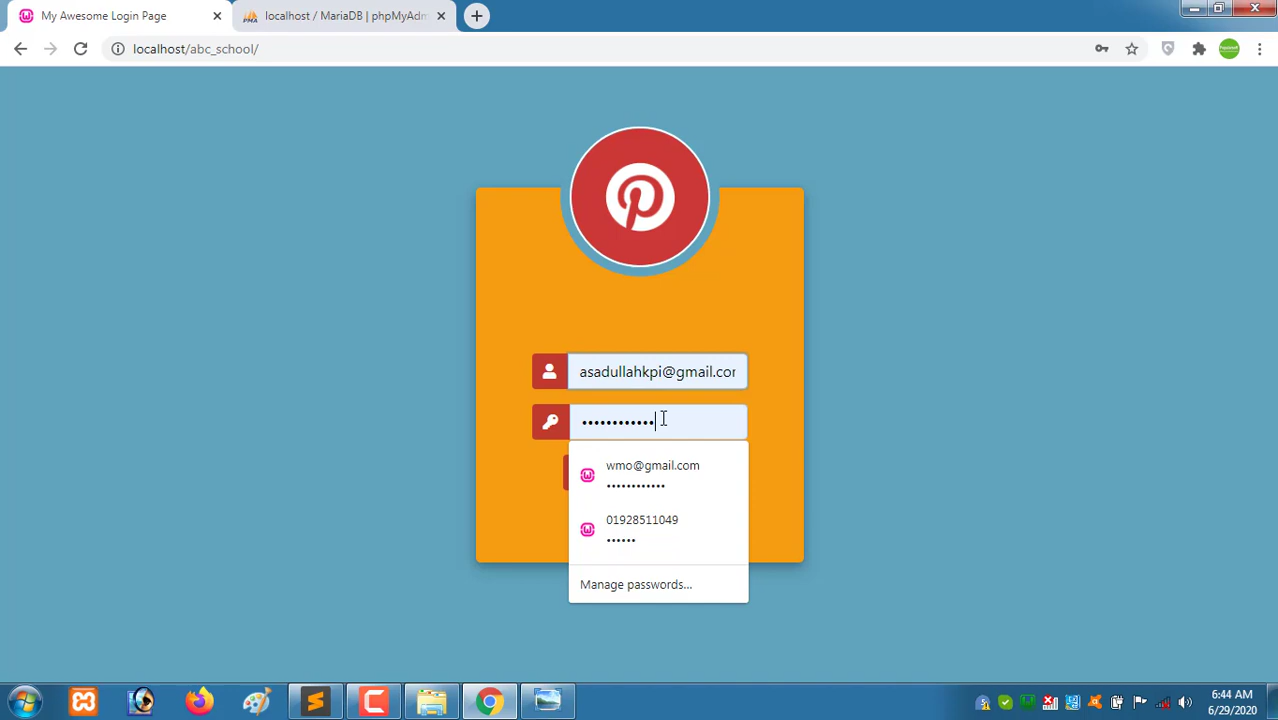 My Awesome Login Page
localhost / MariaDB | phpMyAdm
localhost/abc_school/
asadullahkpi@gmail.cor
••••••••••••
wmo@gmail.com
••••••••••••
01928511049
••••••
Manage passwords...
6:44 AM
6/29/2020